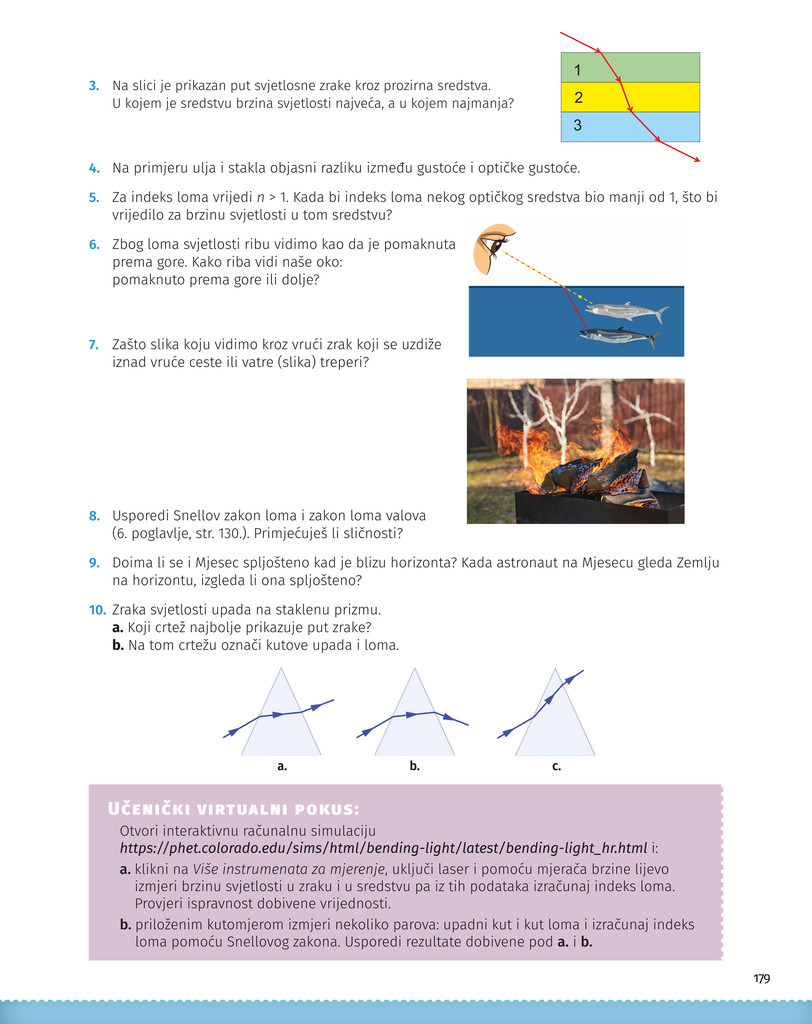 3. Na slici je prikazan put svjetlosne zrake kroz prozirna sredstva.
U kojem je sredstvu brzina svjetlosti najveća, a u kojem najmanja?
1
2
3
4. Na primjeru ulja i stakla objasni razliku između gustoće i optičke gustoće.
5. Za indeks loma vrijedi n > 1. Kada bi indeks loma nekog optičkog sredstva bio manji od 1, što bi
vrijedilo za brzinu svjetlosti u tom sredstvu?
6. Zbog loma svjetlosti ribu vidimo kao da je pomaknuta
prema gore. Kako riba vidi naše oko:
pomaknuto prema gore ili dolje?
7. Zašto slika koju vidimo kroz vrući zrak koji se uzdiže
iznad vruće ceste ili vatre (slika) treperi?
8. Usporedi Snellov zakon loma i zakon loma valova
(6. poglavlje, str. 130.). Primjećuješ li sličnosti?
9. Doima li se i Mjesec spljošteno kad je blizu horizonta? Kada astronaut na Mjesecu gleda Zemlju
na horizontu, izgleda li ona spljošteno?
10. Zraka svjetlosti upada na staklenu prizmu.
a. Koji crtež najbolje prikazuje put zrake?
b. Na tom crtežu označi kutove upada i loma.
a.
b.
c.
Učenički virtualni pokus:
Otvori interaktivnu računalnu simulaciju
https://phet.colorado.edu/sims/html/bending-light/latest/bending-light_hr.html i:
a. klikni na Više instrumenata za mjerenje, uključi laser i pomoću mjerača brzine lijevo
izmjeri brzinu svjetlosti u zraku i u sredstvu pa iz tih podataka izračunaj indeks loma.
Provjeri ispravnost dobivene vrijednosti.
b. priloženim kutomjerom izmjeri nekoliko parova: upadni kut i kut loma i izračunaj indeks
loma pomoću Snellovog zakona. Usporedi rezultate dobivene pod a. i b.
179